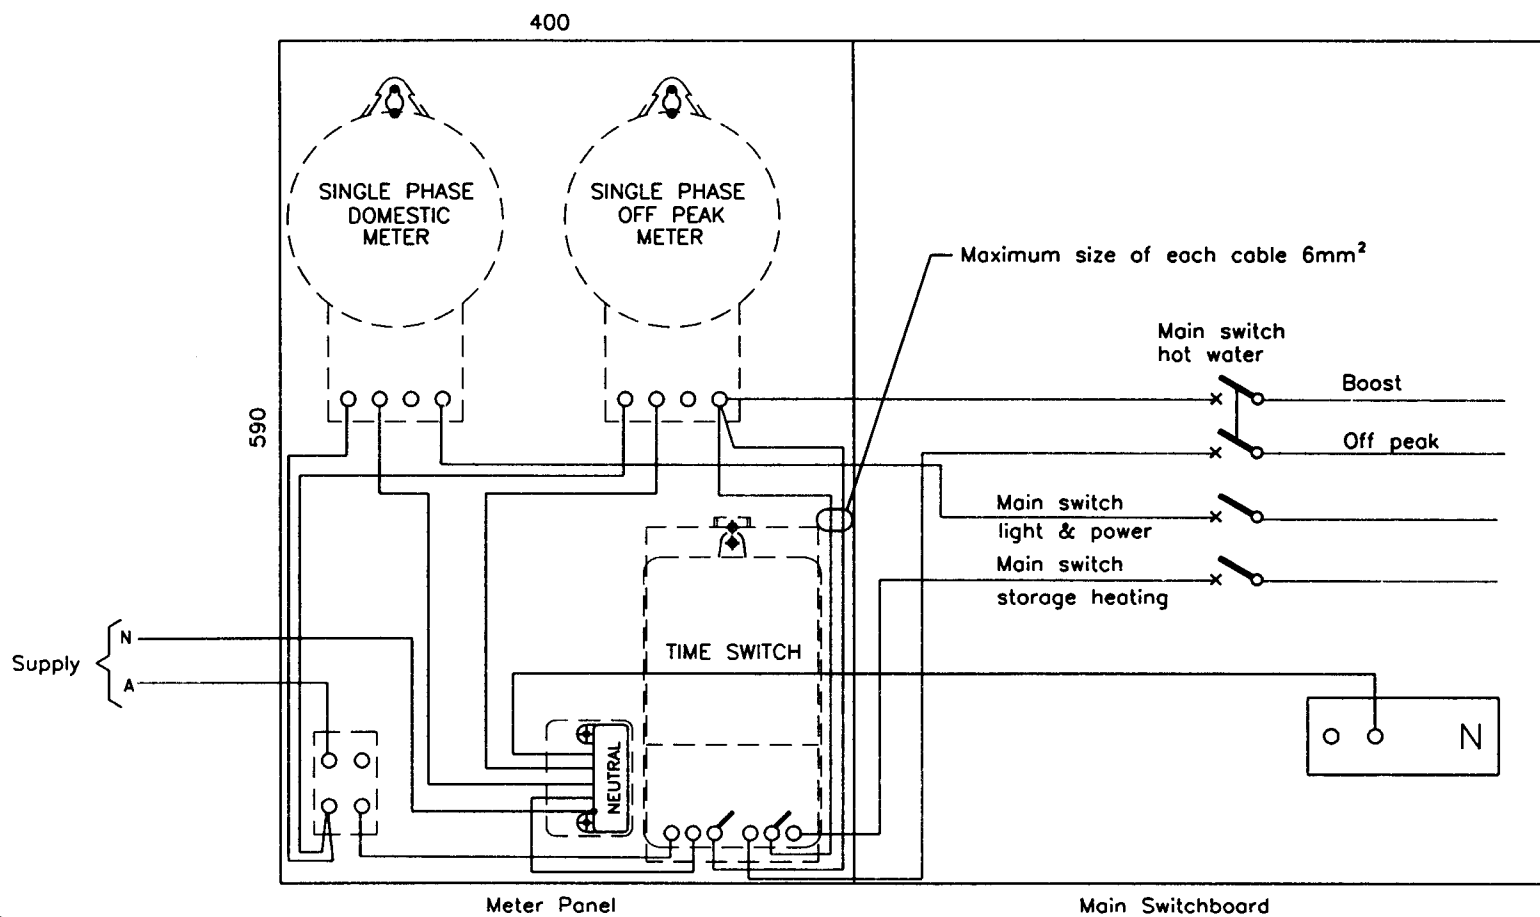 400
SINGLE PHASE
DOMESTIC
METER
SINGLE PHASE
OFF PEAK
METER
Maximum size of each cable 6mm²
Main switch
hot water
Boost
Off peak
590
Main switch
light & power
Main switch
storage heating
TIME SWITCH
Supply
N
A
NEUTRAL
N
Meter Panel
Main Switchboard